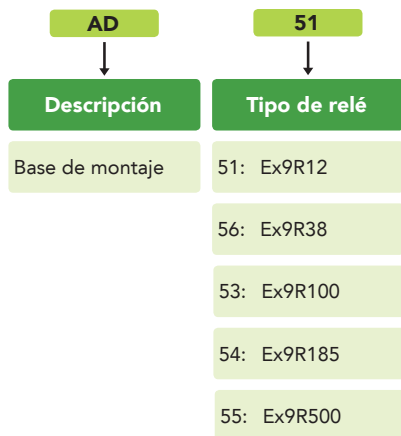 AD 51
Descripción Tipo de relé
Base de montaje 51: Ex9R12
56: Ex9R38
53: Ex9R100
54: Ex9R185
55: Ex9R500